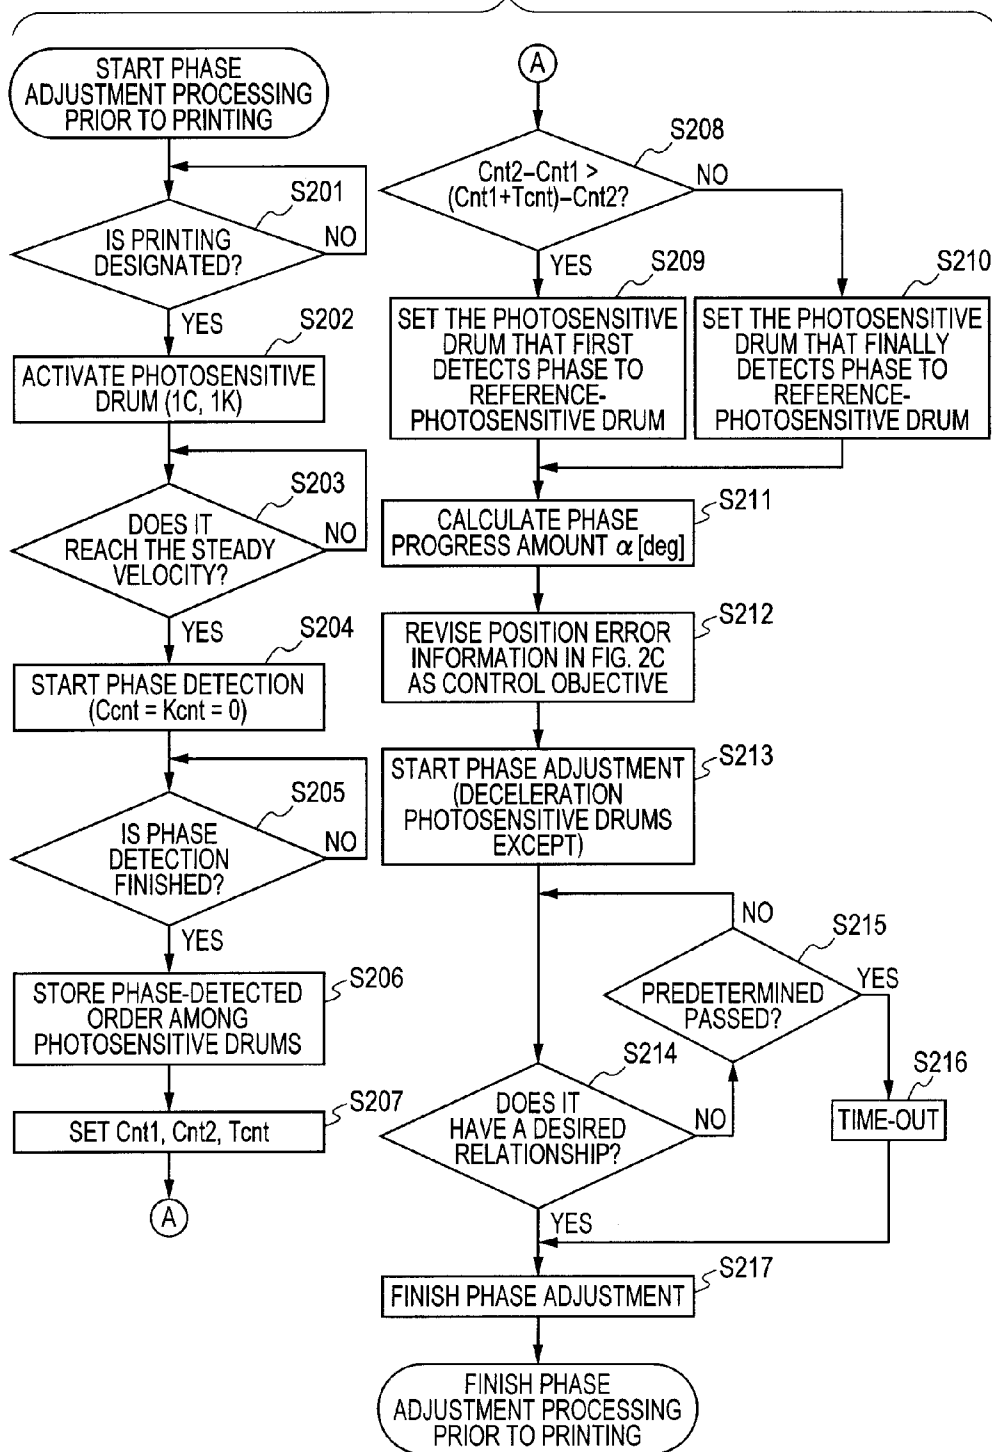 START PHASE
ADJUSTMENT PROCESSING
PRIOR TO PRINTING
S201
IS PRINTING
DESIGNATED?
NO
YES
S202
ACTIVATE PHOTOSENSITIVE
DRUM (1C, 1K)
S203
DOES IT
REACH THE STEADY
VELOCITY?
NO
YES
S204
START PHASE DETECTION
(Ccnt = Kcnt = 0)
S205
IS PHASE
DETECTION
FINISHED?
NO
YES
S206
STORE PHASE-DETECTED
ORDER AMONG
PHOTOSENSITIVE DRUMS
S207
SET Cnt1, Cnt2, Tcnt
A
A
S208
Cnt2–Cnt1 >
(Cnt1+Tcnt)–Cnt2?
NO
YES
S209
SET THE PHOTOSENSITIVE
DRUM THAT FIRST
DETECTS PHASE TO
REFERENCE-
PHOTOSENSITIVE DRUM
S210
SET THE PHOTOSENSITIVE
DRUM THAT FINALLY
DETECTS PHASE TO
REFERENCE-
PHOTOSENSITIVE DRUM
S211
CALCULATE PHASE
PROGRESS AMOUNT α [deg]
S212
REVISE POSITION ERROR
INFORMATION IN FIG. 2C
AS CONTROL OBJECTIVE
S213
START PHASE ADJUSTMENT
(DECELERATION
PHOTOSENSITIVE DRUMS
EXCEPT)
NO
S215
PREDETERMINED
PASSED?
YES
S214
DOES IT
HAVE A DESIRED
RELATIONSHIP?
NO
S216
TIME-OUT
YES
S217
FINISH PHASE ADJUSTMENT
FINISH PHASE
ADJUSTMENT PROCESSING
PRIOR TO PRINTING